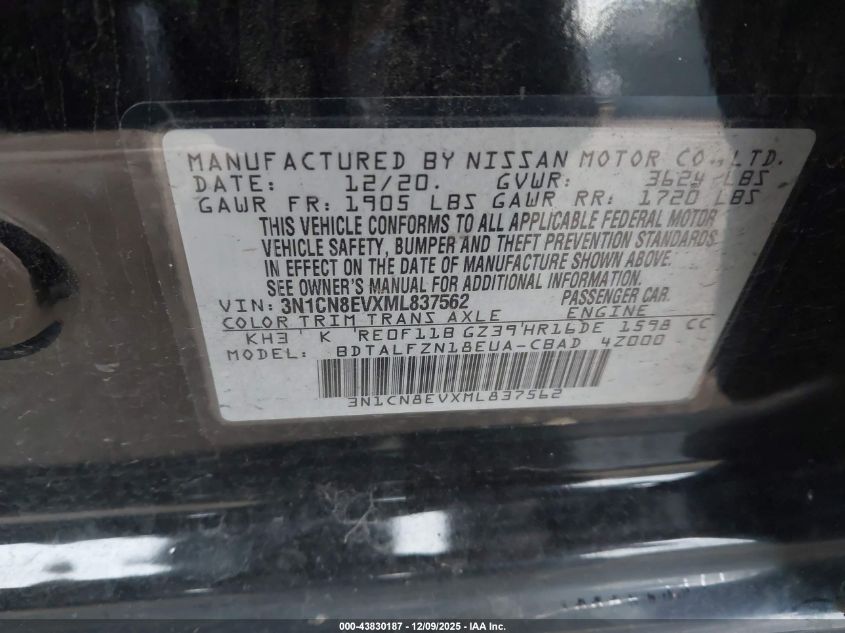 MANUFACTURED BY NISSAN MOTOR CO., LTD.
DATE: 12/20. GVWR: 3624 LBS
GAWR FR: 1905 LBS GAWR RR: 1720 LBS
THIS VEHICLE CONFORMS TO ALL APPLICABLE FEDERAL MOTOR
VEHICLE SAFETY, BUMPER AND THEFT PREVENTION STANDARDS
IN EFFECT ON THE DATE OF MANUFACTURE SHOWN ABOVE.
SEE OWNER'S MANUAL FOR ADDITIONAL INFORMATION
VIN: 3N1CN8EVXML837562 PASSENGER CAR.
COLOR TRIM TRANS AXLE ENGINE
KH3 K RE0F11B GZ39 HR16DE 1598 CC
MODEL: BDTALFZN18EUA-CBAD 4Z000
3N1CN8EVXML837562
000-43830187 - 12/09/2025 - IAA Inc.